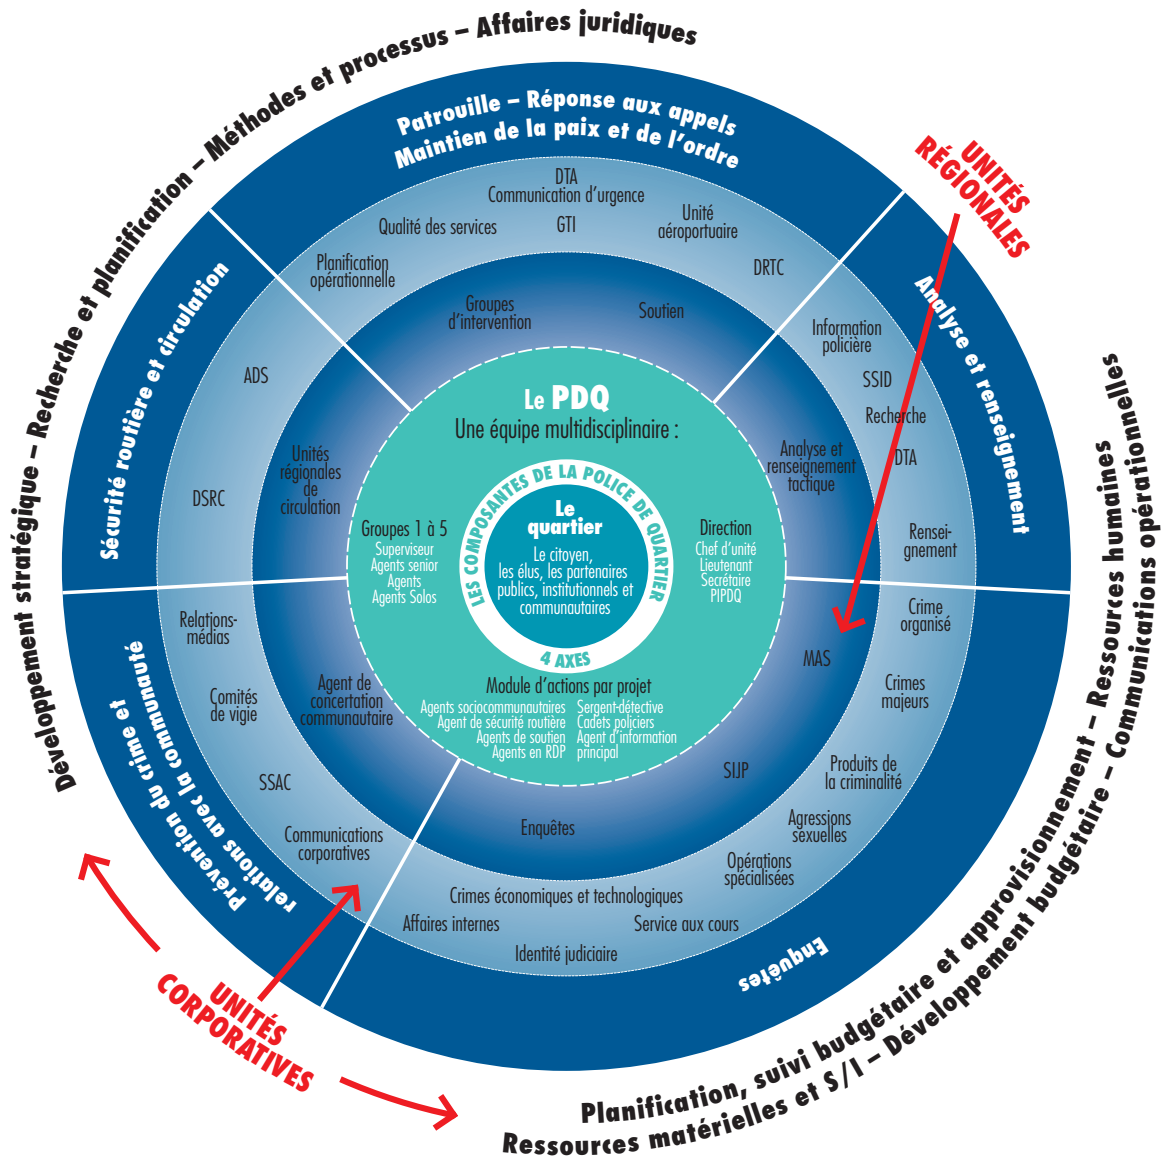 Développement stratégique – Recherche et planification – Méthodes et processus – Affaires juridiques
Patrouille – Réponse aux appels
Maintien de la paix et de l'ordre
UNITÉS
RÉGIONALES
DTA
Communication d'urgence
GTI
Qualité des services
Unité
aéroportuaire
Planification
opérationnelle
DRTC
Groupes
d'intervention
Soutien
Sécurité routière et circulation
ADS
DSRC
Unités
régionales
de
circulation
Analyse et renseignement
Information
policière
SSID
Recherche
DTA
Rensei-
gnement
Analyse et
renseignement
tactique
Le PDQ
Une équipe multidisciplinaire :
LES COMPOSANTES DE LA POLICE DE QUARTIER
4 AXES
Le
quartier
Le citoyen,
les élus, les partenaires
publics, institutionnels et
communautaires
Groupes 1 à 5
Superviseur
Agents senior
Agents
Agents Solos
Direction
Chef d'unité
Lieutenant
Secrétaire
PIPDQ
Module d'actions par projet
Agents sociocommunautaires
Agent de sécurité routière
Agents de soutien
Agents en RDP
Sergent-détective
Cadets policiers
Agent d'information
principal
Prévention du crime et
relations avec la communauté
Relations-
médias
Comités
de vigie
SSAC
Communications
corporatives
Agent de
concertation
communautaire
Enquêtes
MAS
SIJP
Enquêtes
Crime
organisé
Crimes
majeurs
Produits de
la criminalité
Agressions
sexuelles
Opérations
spécialisées
Crimes économiques et technologiques
Affaires internes
Service aux cours
Identité judiciaire
UNITÉS
CORPORATIVES
Planification, suivi budgétaire et approvisionnement – Ressources humaines
Ressources matérielles et S/I – Développement budgétaire – Communications opérationnelles